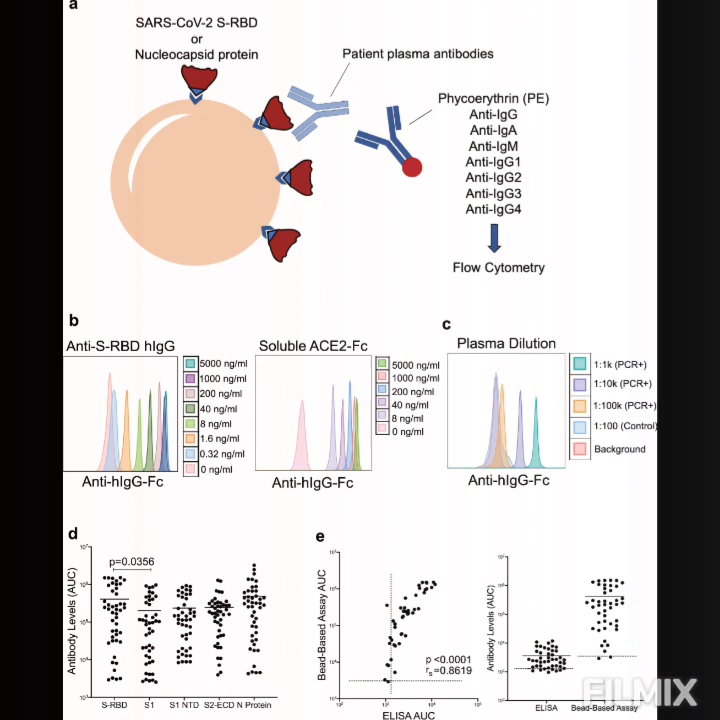 a
SARS-CoV-2 S-RBD
or
Nucleocapsid protein
Patient plasma antibodies
Phycoerythrin (PE)
Anti-IgG
Anti-IgA
Anti-IgM
Anti-IgG1
Anti-IgG2
Anti-IgG3
Anti-IgG4
Flow Cytometry
b
Anti-S-RBD hIgG
5000 ng/ml
1000 ng/ml
200 ng/ml
40 ng/ml
8 ng/ml
1.6 ng/ml
0.32 ng/ml
0 ng/ml
Anti-hIgG-Fc
Soluble ACE2-Fc
5000 ng/ml
1000 ng/ml
200 ng/ml
40 ng/ml
8 ng/ml
0 ng/ml
Anti-hIgG-Fc
c
Plasma Dilution
1:1k (PCR+)
1:10k (PCR+)
1:100k (PCR+)
1:100 (Control)
Background
Anti-hIgG-Fc
d
p=0.0356
Antibody Levels (AUC)
S-RBD S1 S1 NTD S2-ECD N Protein
e
Bead-Based Assay AUC
p <0.0001
rs=0.8619
ELISA AUC
Antibody Levels (AUC)
ELISA Bead-Based Assay
FILMIX